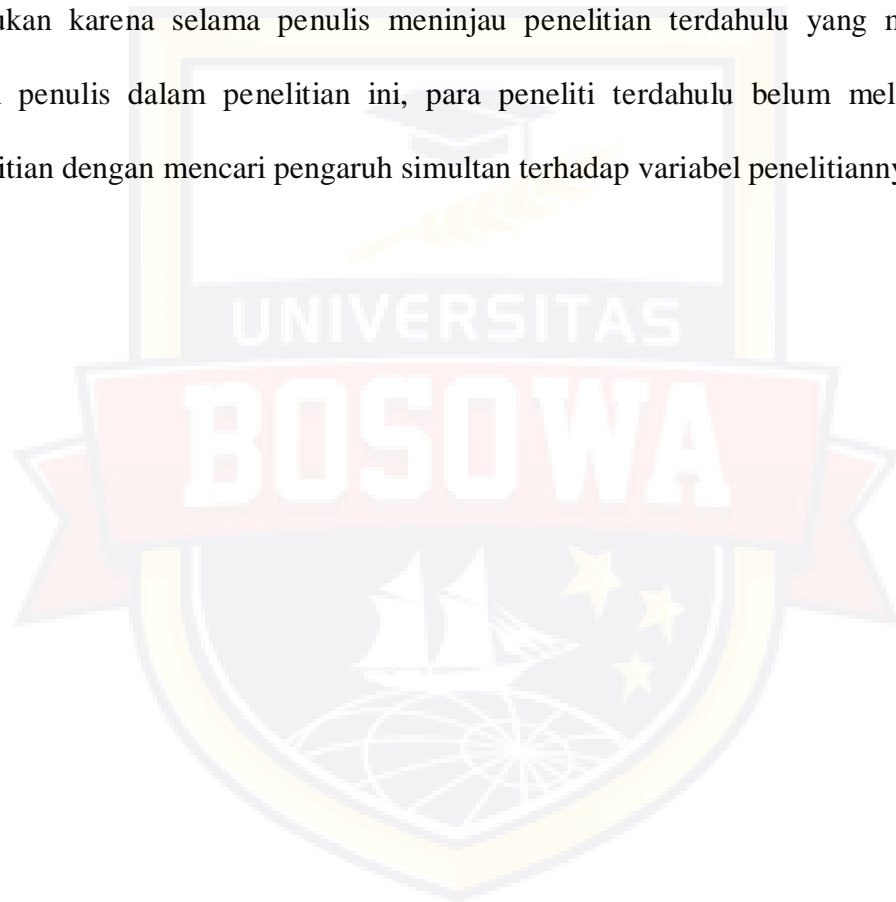 ukan karena selama penulis meninjau penelitian terdahulu yang
penulis dalam penelitian ini, para peneliti terdahulu belum mel
itian dengan mencari pengaruh simultan terhadap variabel penelitianny
UNIVERSITAS
BOSOWA